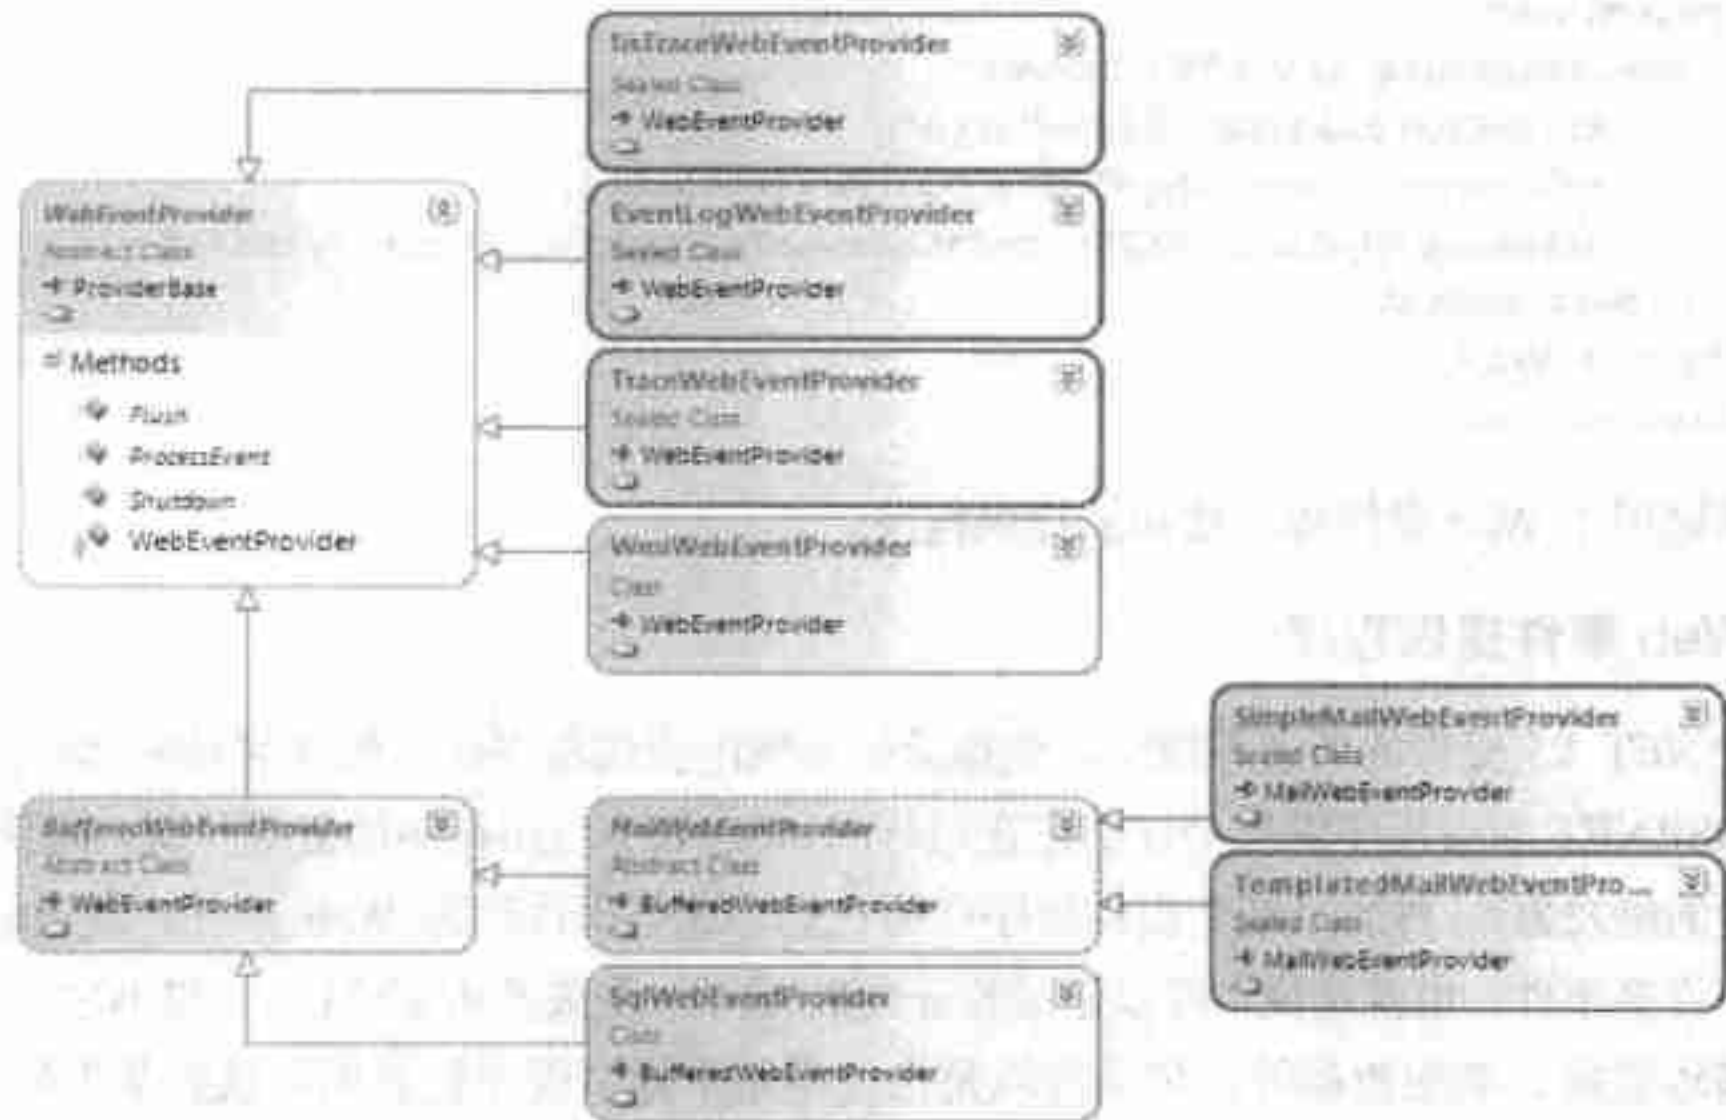 IisTraceWebEventProvider
Sealed Class
WebEventProvider
WebEventProvider
Abstract Class
ProviderBase
Methods
Flush
ProcessEvent
Shutdown
WebEventProvider
EventLogWebEventProvider
Sealed Class
WebEventProvider
TraceWebEventProvider
Sealed Class
WebEventProvider
WmiWebEventProvider
Class
WebEventProvider
SimpleMailWebEventProvider
Sealed Class
MailWebEventProvider
BufferedWebEventProvider
Abstract Class
WebEventProvider
MailWebEventProvider
Abstract Class
BufferedWebEventProvider
TemplatedMailWebEventPro...
Sealed Class
MailWebEventProvider
SqlWebEventProvider
Class
BufferedWebEventProvider